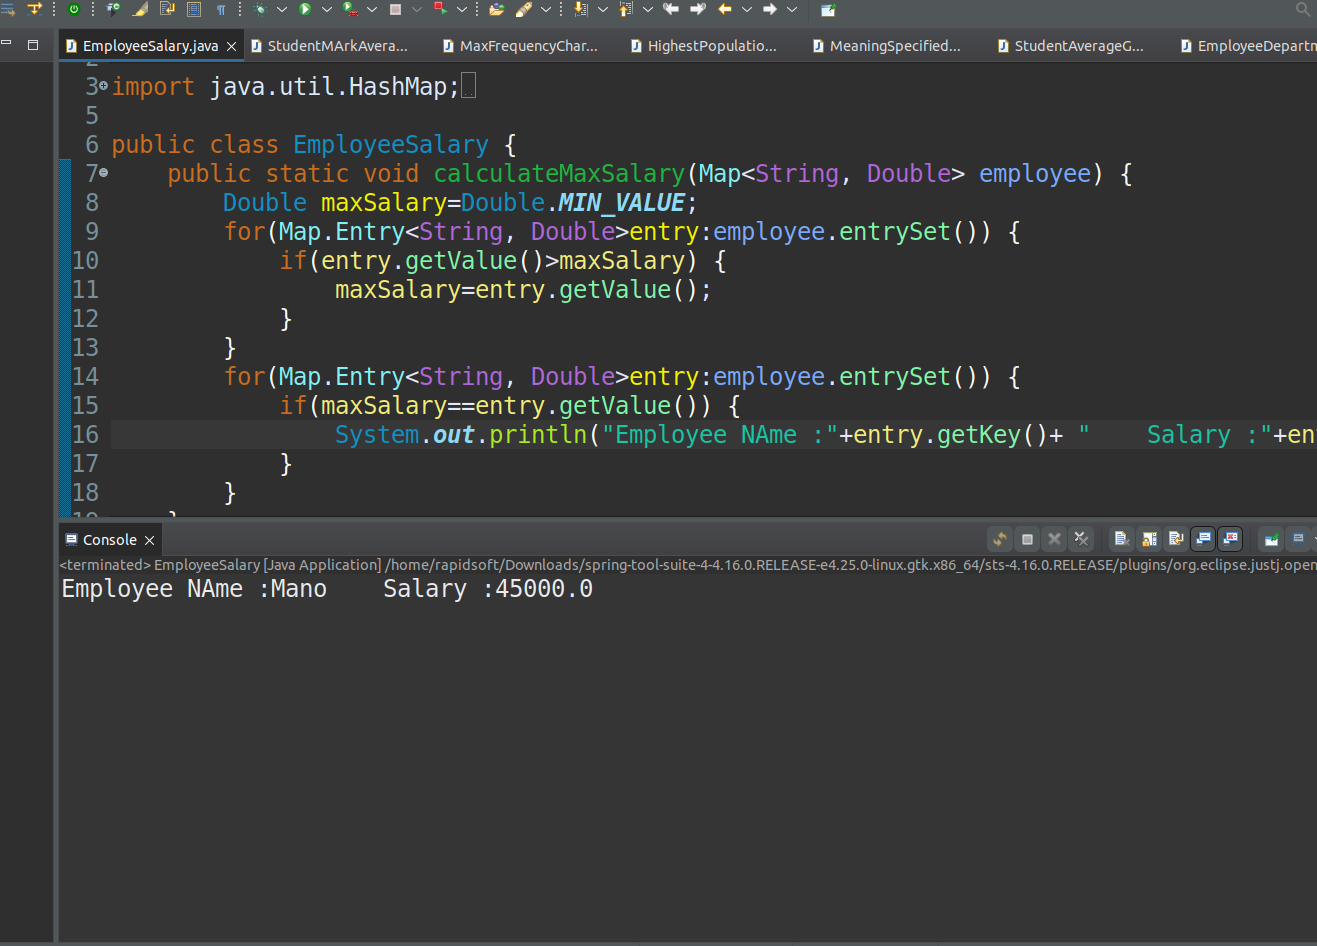 EmployeeSalary.java
StudentMArkAvera...
MaxFrequencyChar...
HighestPopulatio...
MeaningSpecified...
StudentAverageG...
EmployeeDepartm
2
3 import java.util.HashMap;
5
6 public class EmployeeSalary {
7 public static void calculateMaxSalary(Map<String, Double> employee) {
8 Double maxSalary=Double.MIN_VALUE;
9 for(Map.Entry<String, Double>entry:employee.entrySet()) {
10 if(entry.getValue()>maxSalary) {
11 maxSalary=entry.getValue();
12 }
13 }
14 for(Map.Entry<String, Double>entry:employee.entrySet()) {
15 if(maxSalary==entry.getValue()) {
16 System.out.println("Employee NAme :"+entry.getKey()+ "    Salary :"+en
17 }
18 }
19 }
Console
<terminated> EmployeeSalary [Java Application] /home/rapidsoft/Downloads/spring-tool-suite-4-4.16.0.RELEASE-e4.25.0-linux.gtk.x86_64/sts-4.16.0.RELEASE/plugins/org.eclipse.justj.open
Employee NAme :Mano    Salary :45000.0